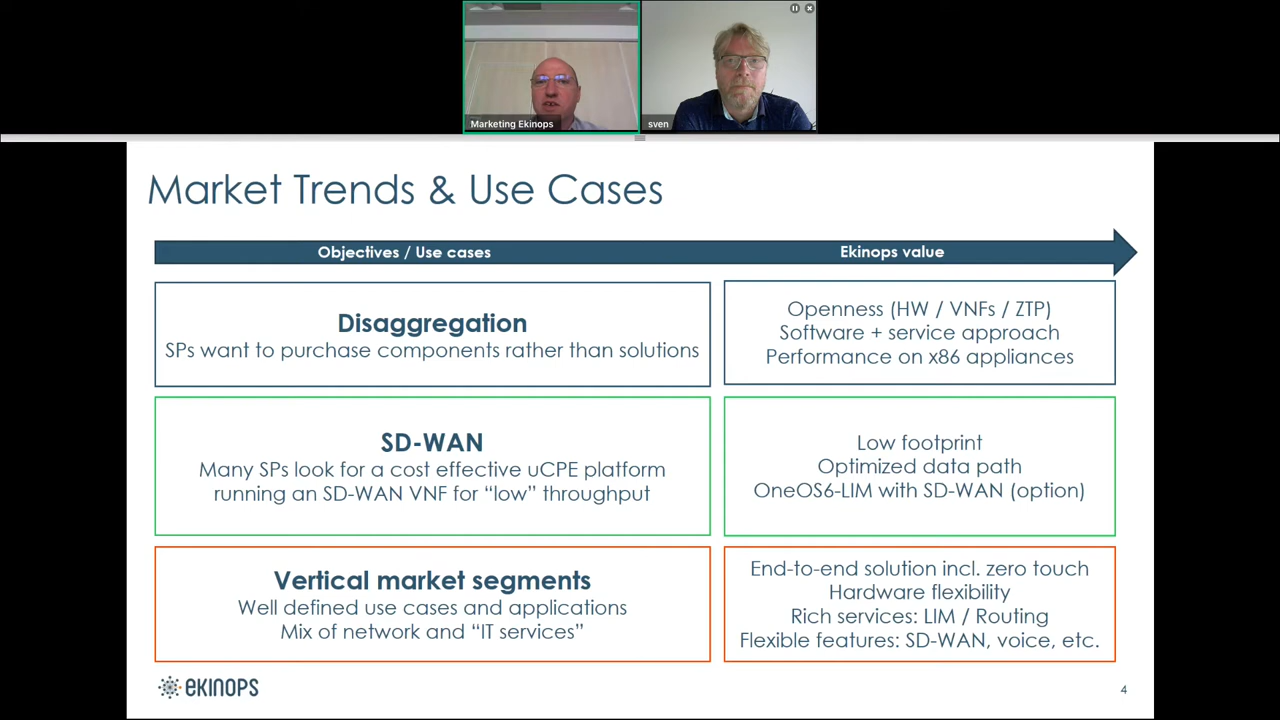 Marketing Ekinops
sven
Market Trends & Use Cases
Objectives / Use cases
Ekinops value
Disaggregation
SPs want to purchase components rather than solutions
Openness (HW / VNFs / ZTP)
Software + service approach
Performance on x86 appliances
SD-WAN
Many SPs look for a cost effective uCPE platform
running an SD-WAN VNF for “low” throughput
Low footprint
Optimized data path
OneOS6-LIM with SD-WAN (option)
Vertical market segments
Well defined use cases and applications
Mix of network and “IT services”
End-to-end solution incl. zero touch
Hardware flexibility
Rich services: LIM / Routing
Flexible features: SD-WAN, voice, etc.
ekinops
4